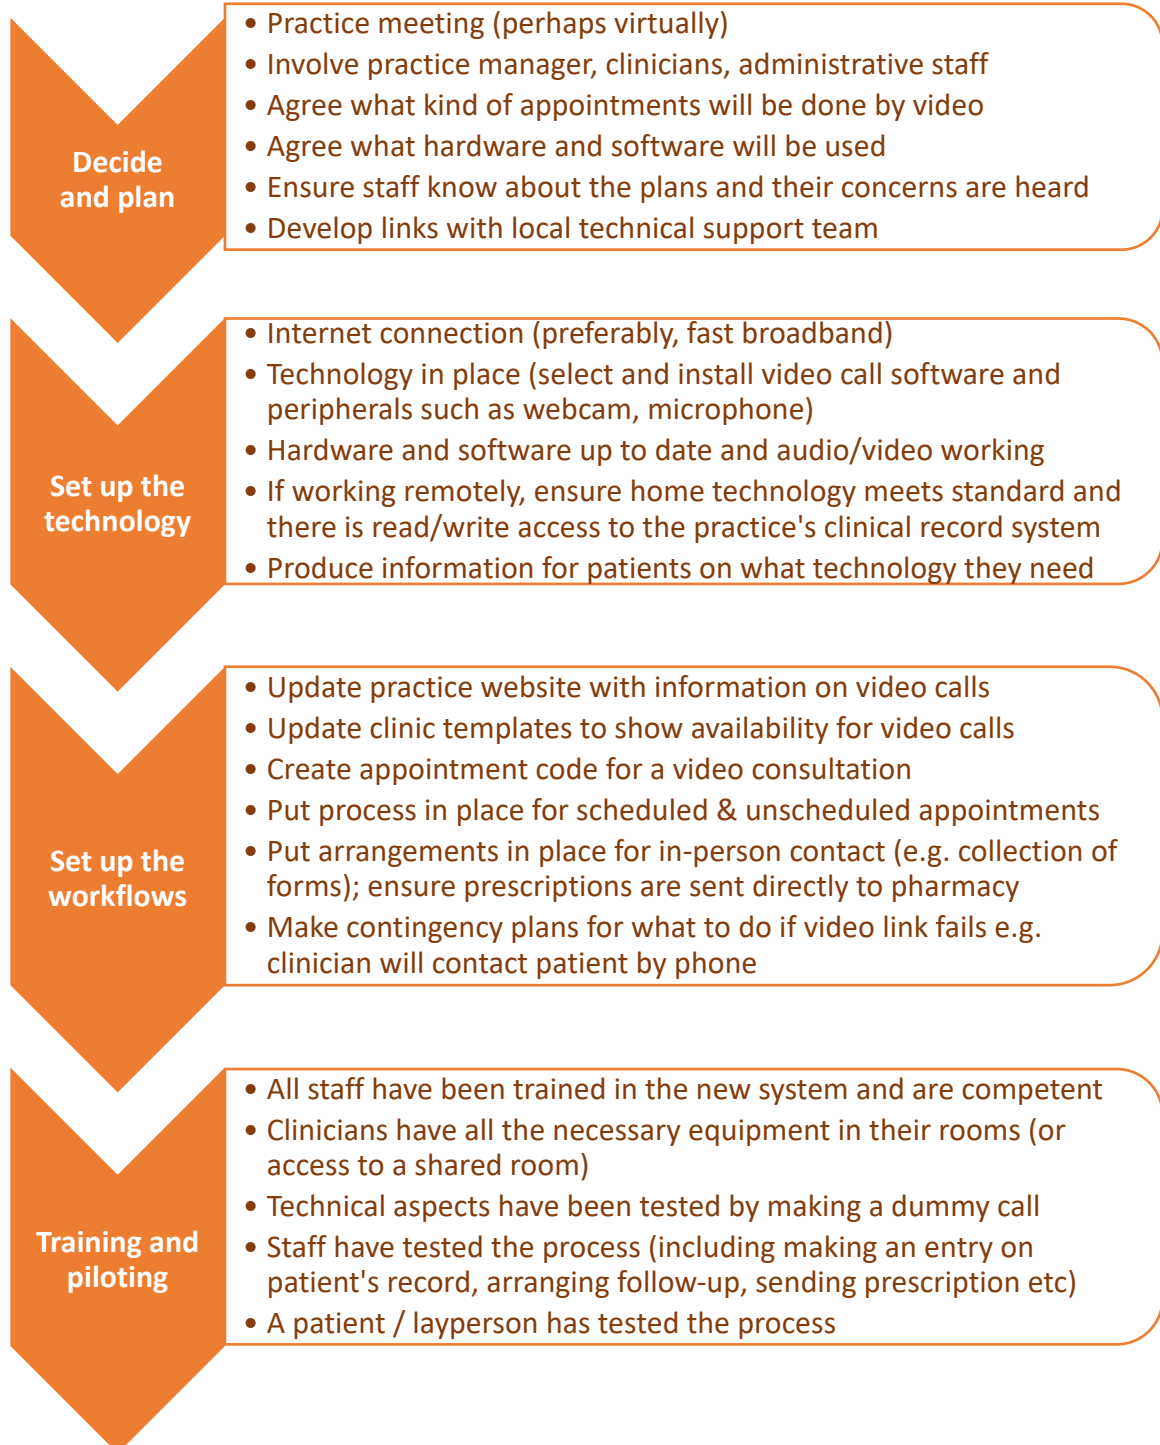 Decide
and plan
• Practice meeting (perhaps virtually)
• Involve practice manager, clinicians, administrative staff
• Agree what kind of appointments will be done by video
• Agree what hardware and software will be used
• Ensure staff know about the plans and their concerns are heard
• Develop links with local technical support team
Set up the
technology
• Internet connection (preferably, fast broadband)
• Technology in place (select and install video call software and
peripherals such as webcam, microphone)
• Hardware and software up to date and audio/video working
• If working remotely, ensure home technology meets standard and
there is read/write access to the practice's clinical record system
• Produce information for patients on what technology they need
Set up the
workflows
• Update practice website with information on video calls
• Update clinic templates to show availability for video calls
• Create appointment code for a video consultation
• Put process in place for scheduled & unscheduled appointments
• Put arrangements in place for in-person contact (e.g. collection of
forms); ensure prescriptions are sent directly to pharmacy
• Make contingency plans for what to do if video link fails e.g.
clinician will contact patient by phone
Training and
piloting
• All staff have been trained in the new system and are competent
• Clinicians have all the necessary equipment in their rooms (or
access to a shared room)
• Technical aspects have been tested by making a dummy call
• Staff have tested the process (including making an entry on
patient's record, arranging follow-up, sending prescription etc)
• A patient / layperson has tested the process